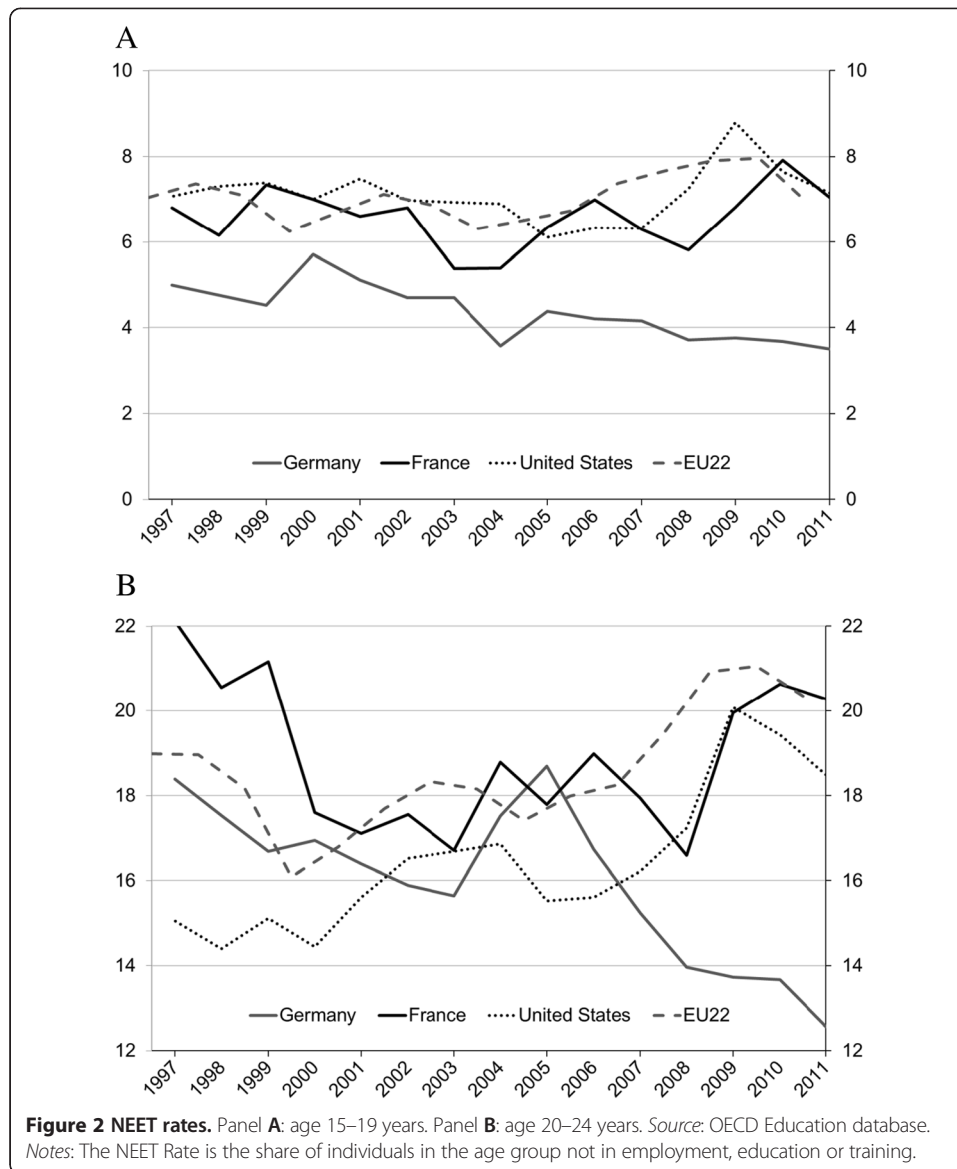 A
10 10
8 8
6 6
4 4
2 2
Germany France United States EU22
0 0
1997 1998 1999 2000 2001 2002 2003 2004 2005 2006 2007 2008 2009 2010 2011
B
22 22
20 20
18 18
16 16
14 14
Germany France United States EU22
12 12
1997 1998 1999 2000 2001 2002 2003 2004 2005 2006 2007 2008 2009 2010 2011
Figure 2 NEET rates. Panel A: age 15–19 years. Panel B: age 20–24 years. Source: OECD Education database.
Notes: The NEET Rate is the share of individuals in the age group not in employment, education or training.